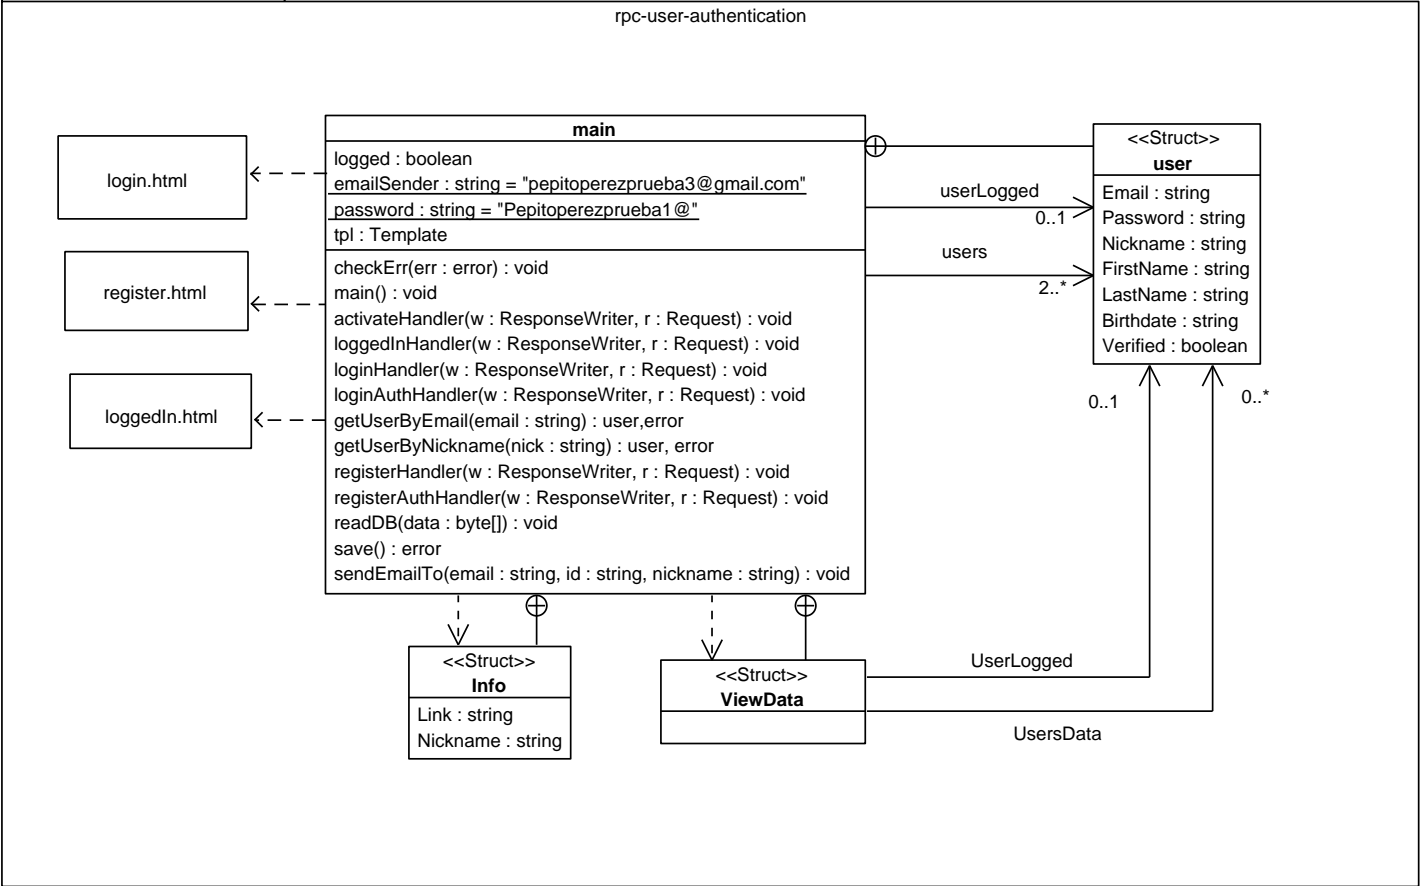 rpc-user-authentication
main
logged : boolean
emailSender : string = "pepitoperezprueba3@gmail.com"
password : string = "Pepitoperezprueba1@"
tpl : Template
checkErr(err : error) : void
main() : void
activateHandler(w : ResponseWriter, r : Request) : void
loggedInHandler(w : ResponseWriter, r : Request) : void
loginHandler(w : ResponseWriter, r : Request) : void
loginAuthHandler(w : ResponseWriter, r : Request) : void
getUserByEmail(email : string) : user,error
getUserByNickname(nick : string) : user, error
registerHandler(w : ResponseWriter, r : Request) : void
registerAuthHandler(w : ResponseWriter, r : Request) : void
readDB(data : byte[]) : void
save() : error
sendEmailTo(email : string, id : string, nickname : string) : void
login.html
register.html
loggedIn.html
userLogged
0..1
users
2..*
<<Struct>>
user
Email : string
Password : string
Nickname : string
FirstName : string
LastName : string
Birthdate : string
Verified : boolean
0..1
0..*
<<Struct>>
Info
Link : string
Nickname : string
<<Struct>>
ViewData
UserLogged
UsersData